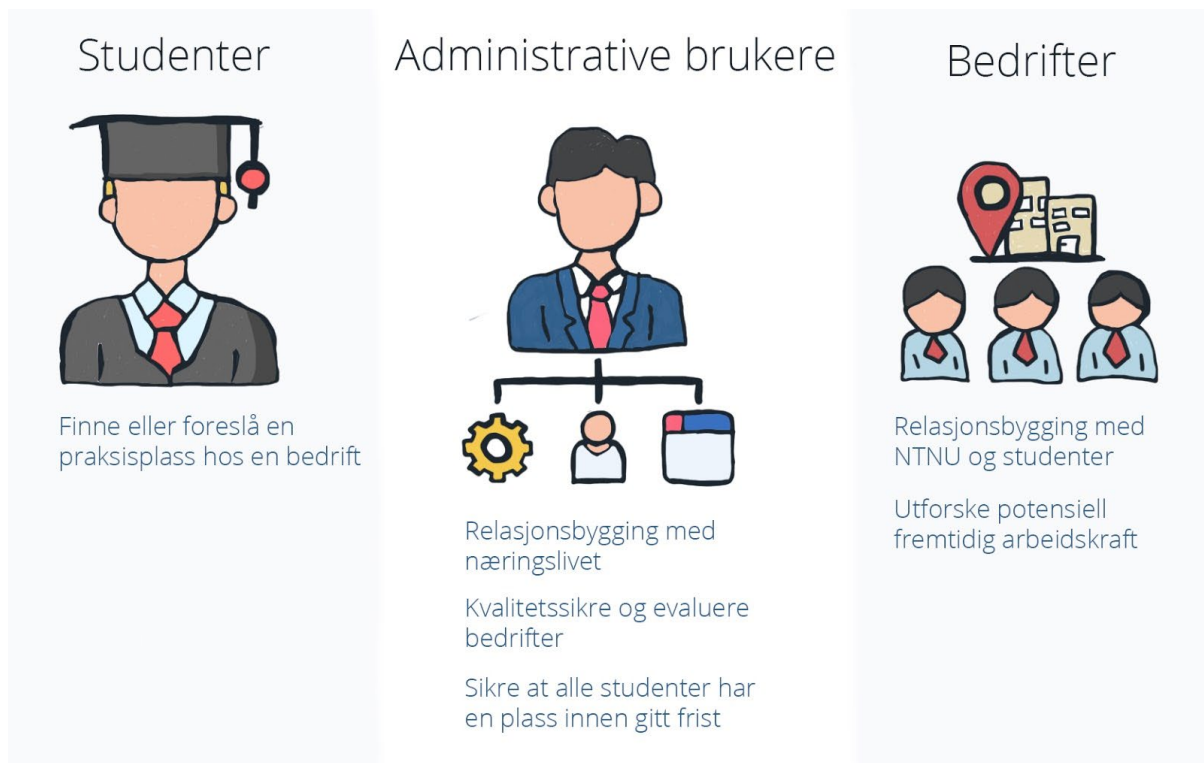 Studenter
Finne eller foreslå en
praksisplass hos en bedrift
Administrative brukere
Relasjonsbygging med
næringslivet
Kvalitetssikre og evaluere
bedrifter
Sikre at alle studenter har
en plass innen gitt frist
Bedrifter
Relasjonsbygging med
NTNU og studenter
Utforske potensiell
fremtidig arbeidskraft